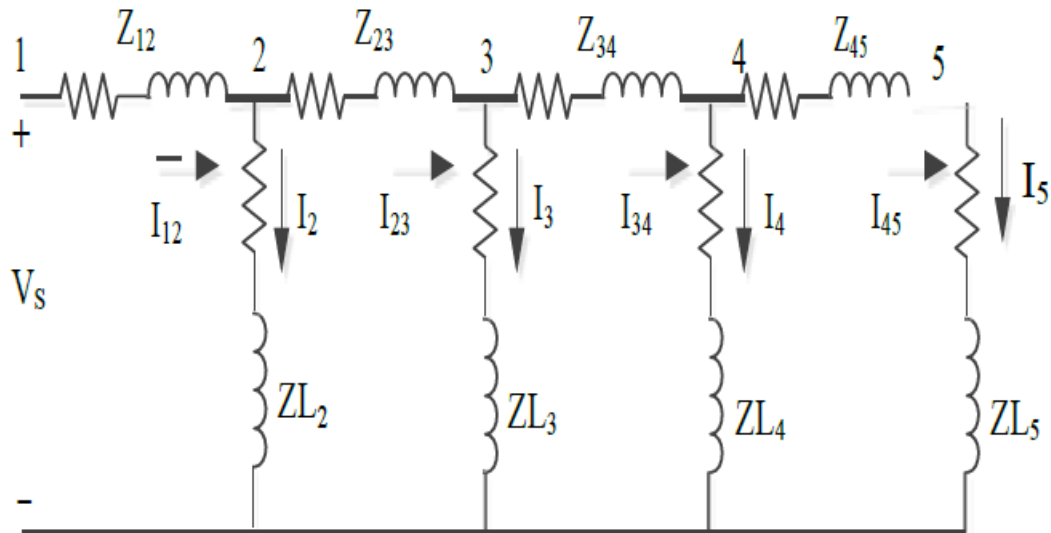 Z₁₂ Z₂₃ Z₃₄ Z₄₅
1 2 3 4 5
+
–
I₁₂ I₂ I₂₃ I₃ I₃₄ I₄ I₄₅ I₅
Vₛ
ZL₂ ZL₃ ZL₄ ZL₅
-